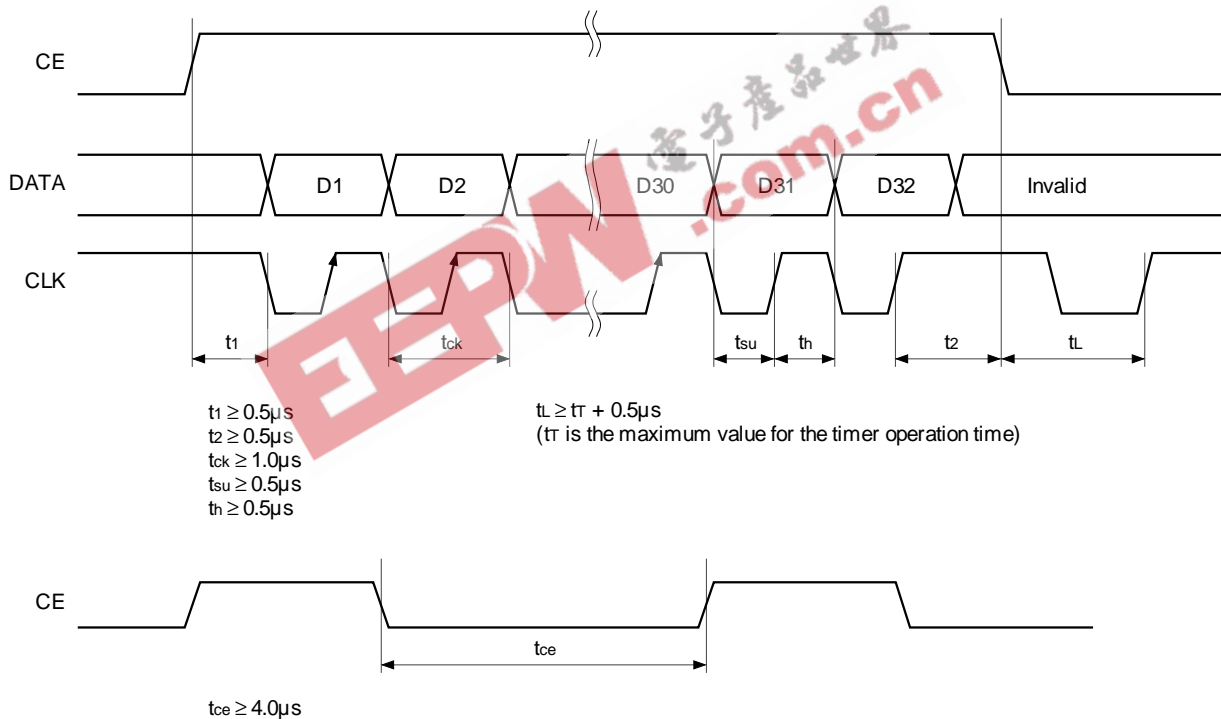 CE
電子產品世界
.com.cn
DATA
D1
D2
D30
D31
D32
Invalid
EEPW
CLK
t1
tck
tsu
th
t2
tL
t1 ≥ 0.5μs
t2 ≥ 0.5μs
tck ≥ 1.0μs
tsu ≥ 0.5μs
th ≥ 0.5μs
tL ≥ tT + 0.5μs
(tT is the maximum value for the timer operation time)
CE
tce
tce ≥ 4.0μs